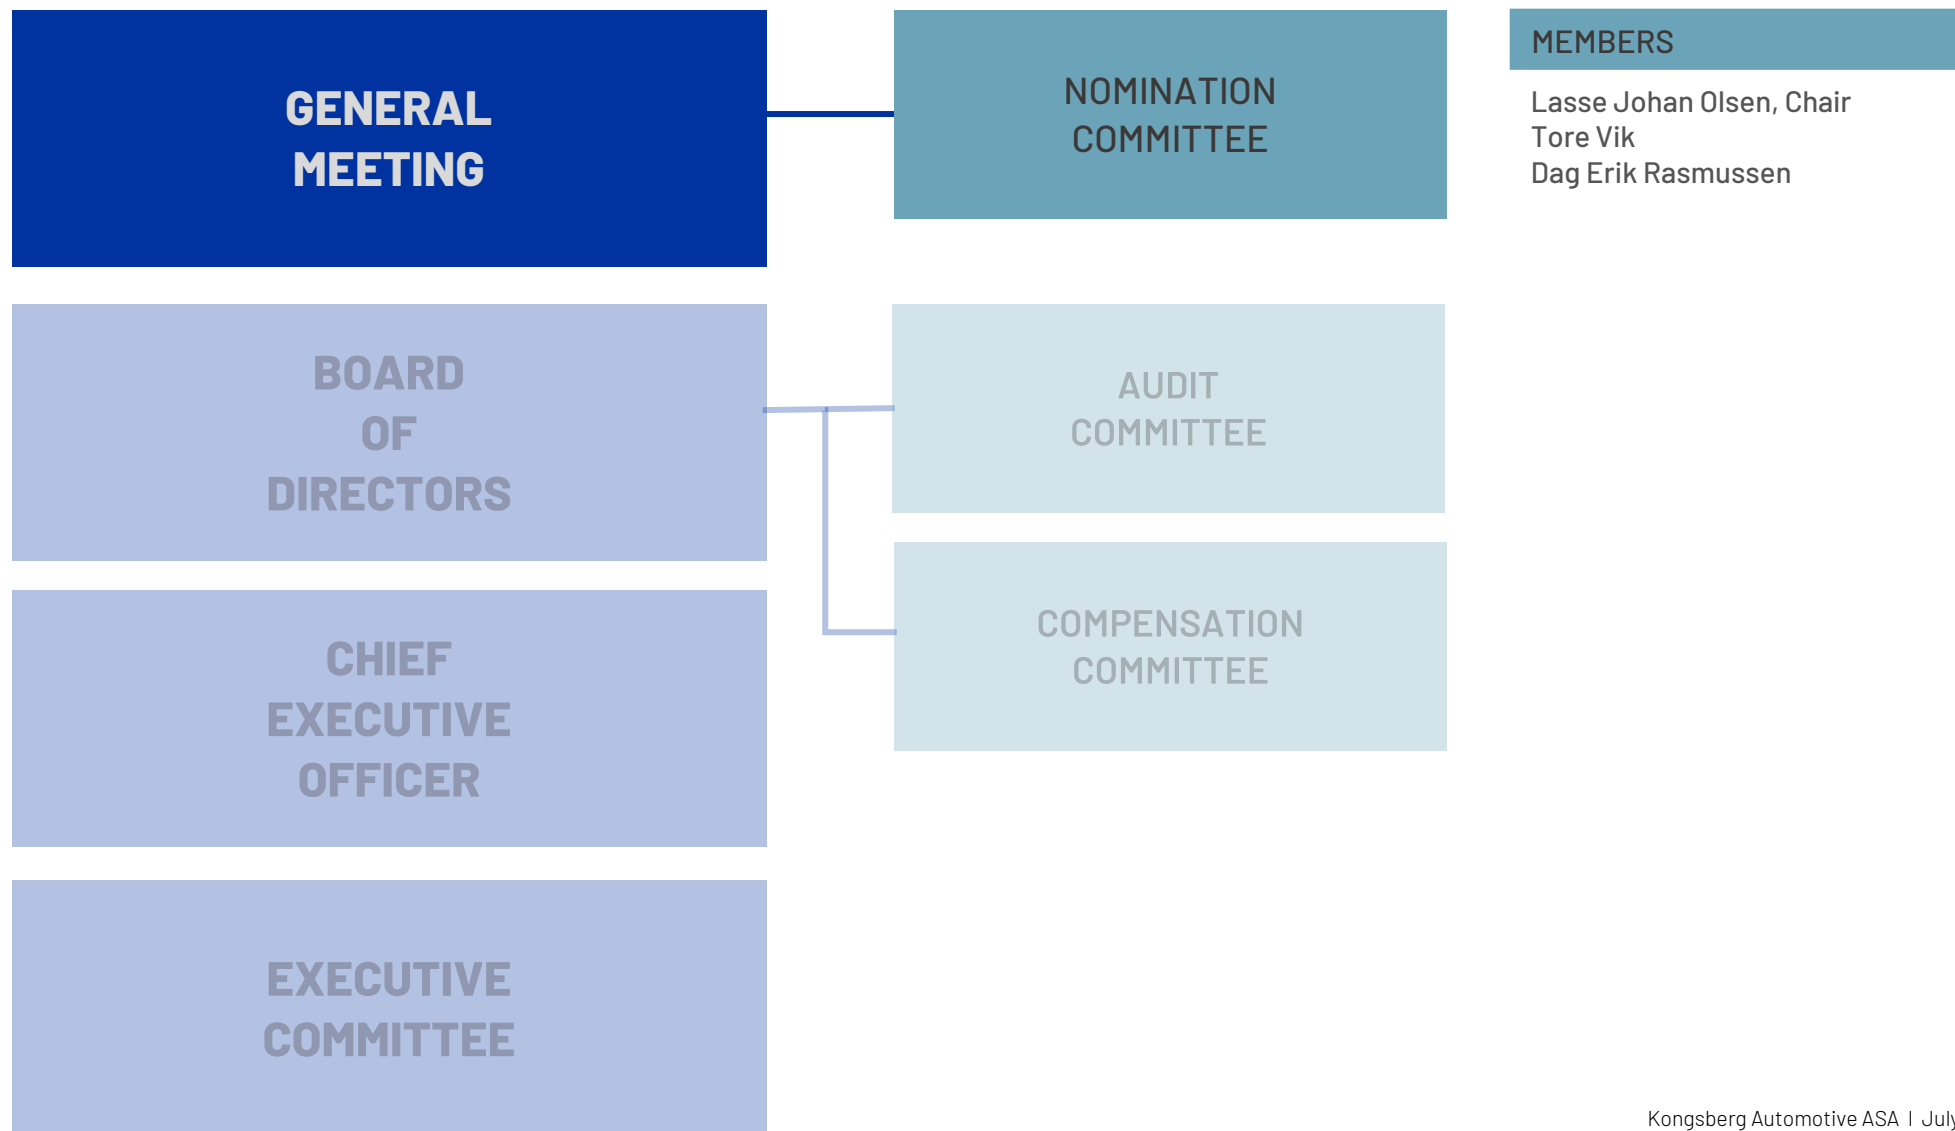 GENERAL
MEETING
NOMINATION
COMMITTEE
MEMBERS
Lasse Johan Olsen, Chair
Tore Vik
Dag Erik Rasmussen
BOARD
OF
DIRECTORS
AUDIT
COMMITTEE
COMPENSATION
COMMITTEE
CHIEF
EXECUTIVE
OFFICER
EXECUTIVE
COMMITTEE
Kongsberg Automotive ASA | July